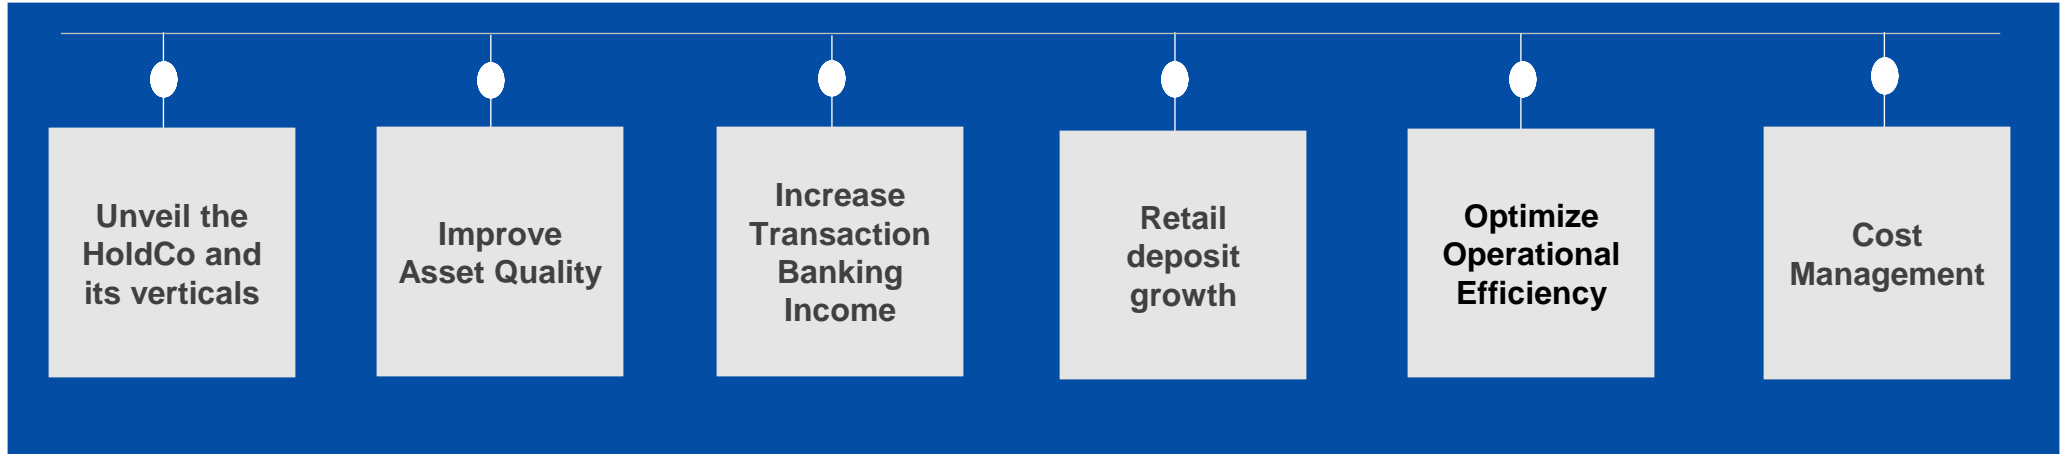 Unveil the
HoldCo and
its verticals
Improve
Asset Quality
Increase
Transaction
Banking
Income
Retail
deposit
growth
Optimize
Operational
Efficiency
Cost
Management